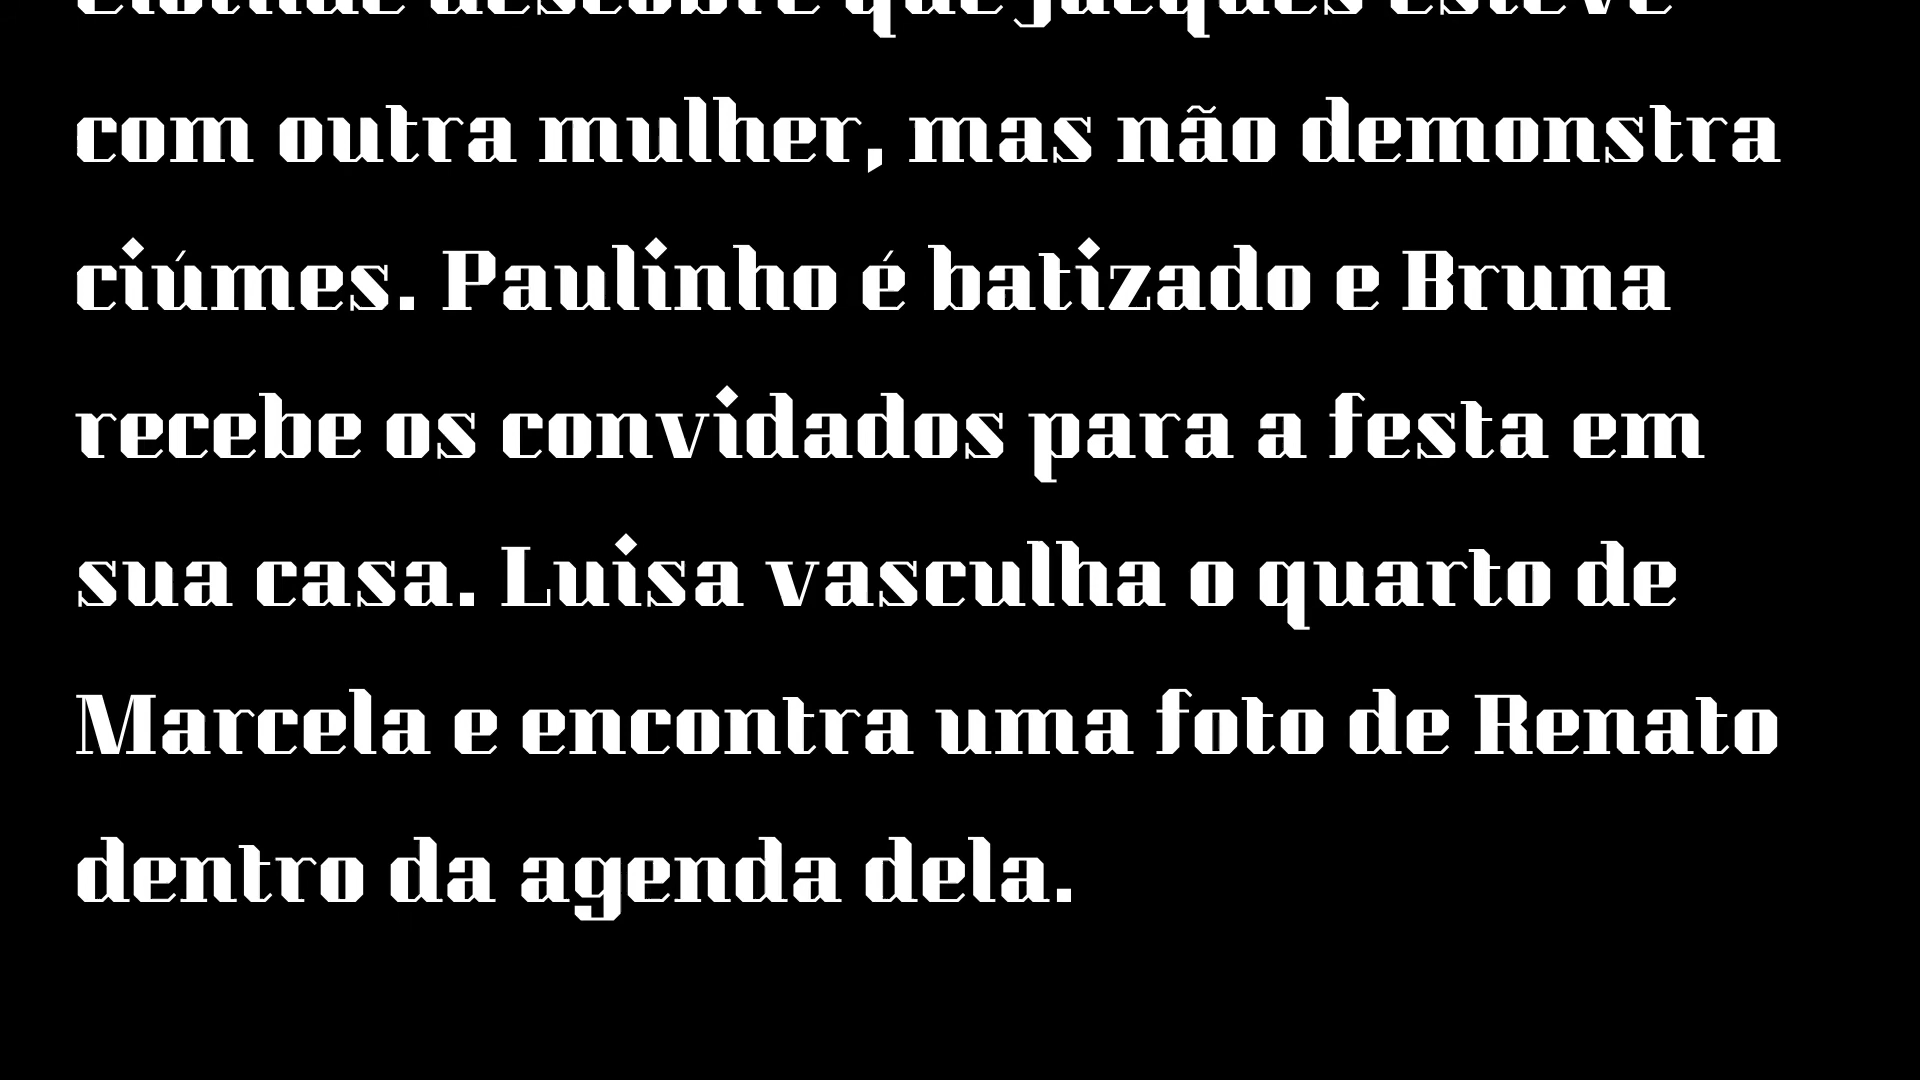 Clotilde descobre que Jacques esteve
com outra mulher, mas não demonstra
ciúmes. Paulinho é batizado e Bruna
recebe os convidados para a festa em
sua casa. Luisa vasculha o quarto de
Marcela e encontra uma foto de Renato
dentro da agenda dela.